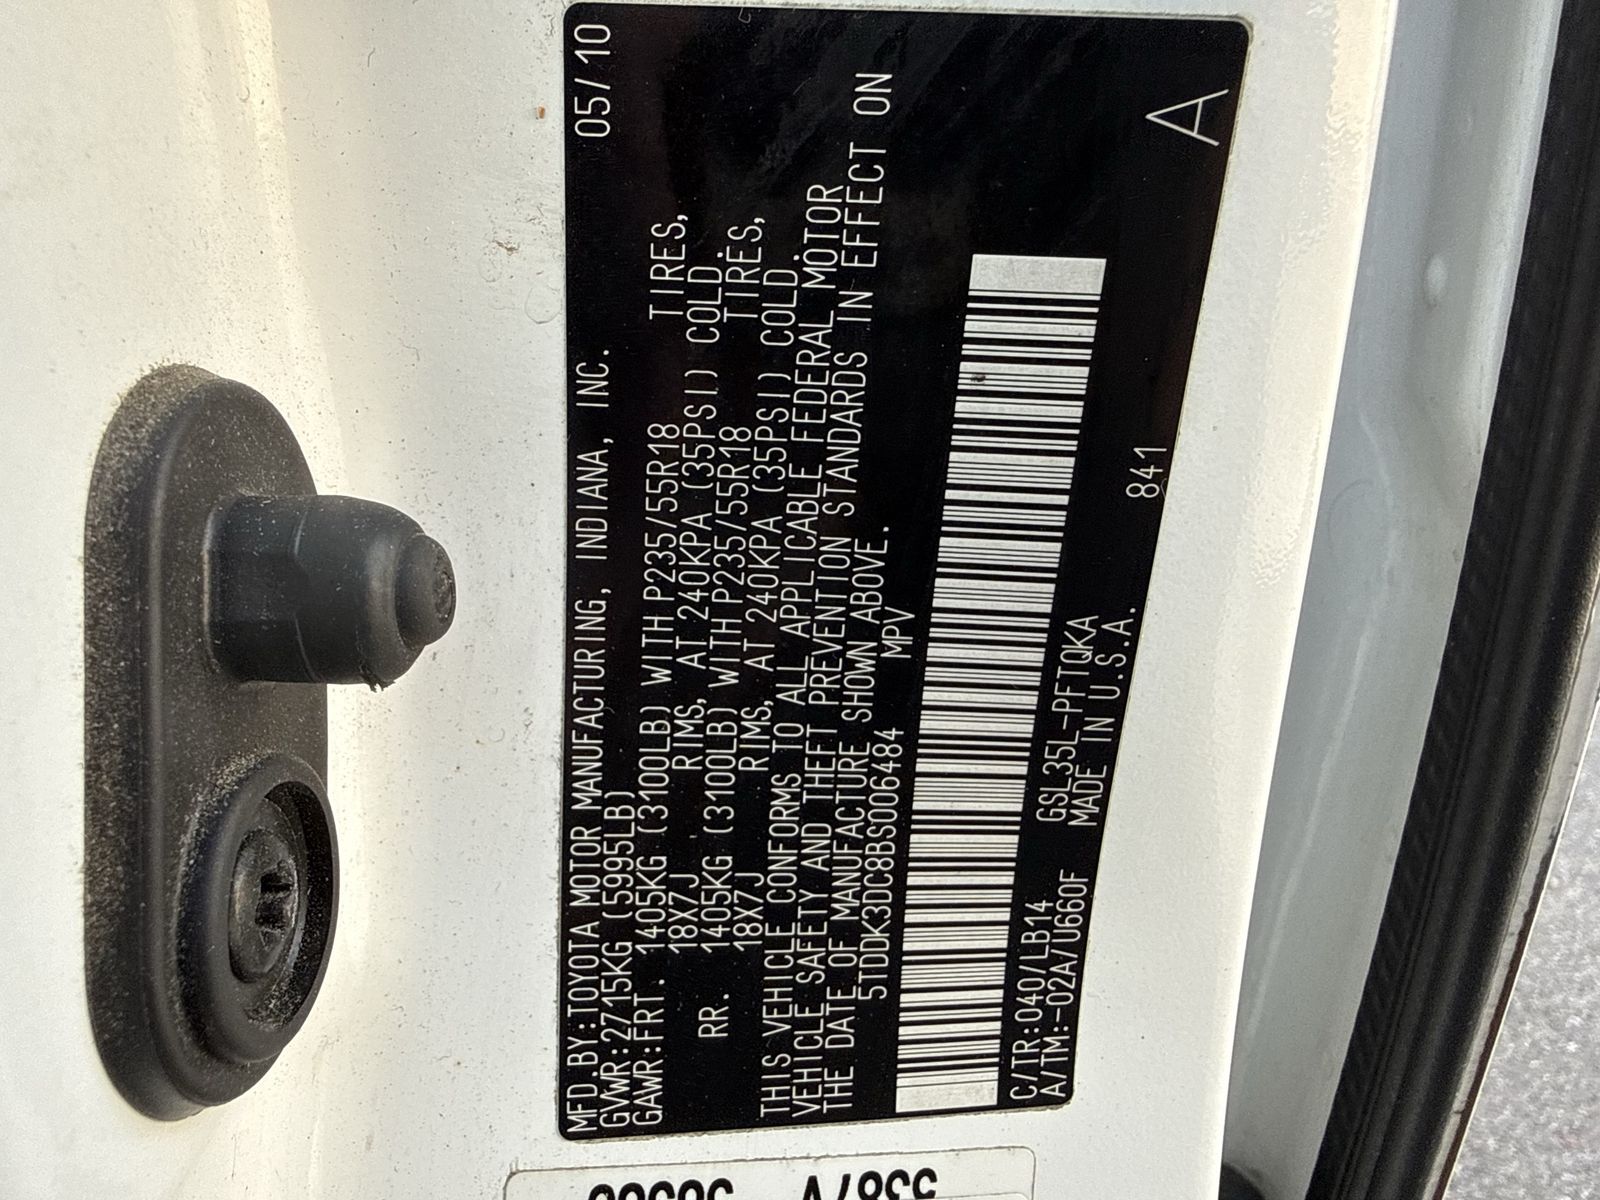 MFD.BY:TOYOTA MOTOR MANUFACTURING, INDIANA, INC. 05/10
GVWR:2715KG (5995LB)
GAWR:FRT. 1405KG (3100LB) WITH P235/55R18 TIRES,
18X7J RIMS, AT 240KPA (35PSI) COLD.
RR. 1405KG (3100LB) WITH P235/55R18 TIRES,
18X7J RIMS, AT 240KPA (35PSI) COLD.
THIS VEHICLE CONFORMS TO ALL APPLICABLE FEDERAL MOTOR
VEHICLE SAFETY AND THEFT PREVENTION STANDARDS IN EFFECT ON
THE DATE OF MANUFACTURE SHOWN ABOVE.
5TDDK3DC8BS006484 MPV
C/TR:040/LB14 GSL35L-PFTQKA 841 A
A/TM:-02A/U660F MADE IN U.S.A.